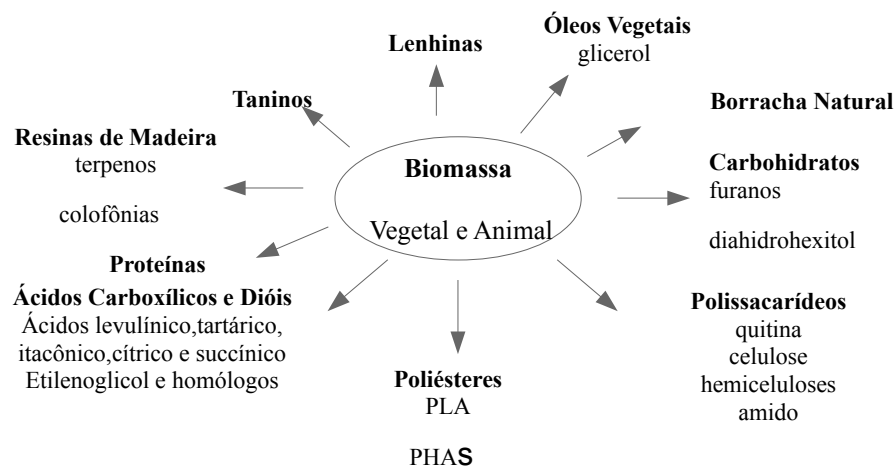 Lenhinas
Óleos Vegetais
glicerol
Taninos
Borracha Natural
Resinas de Madeira
terpenos
colofônias
Biomassa
Vegetal e Animal
Carbohidratos
furanos
diahidrohexitol
Proteínas
Ácidos Carboxílicos e Dióis
Ácidos levulínico,tartárico,
itacônico,cítrico e succínico
Etilenoglicol e homólogos
Poliésteres
PLA
PHAS
Polissacarídeos
quitina
celulose
hemiceluloses
amido